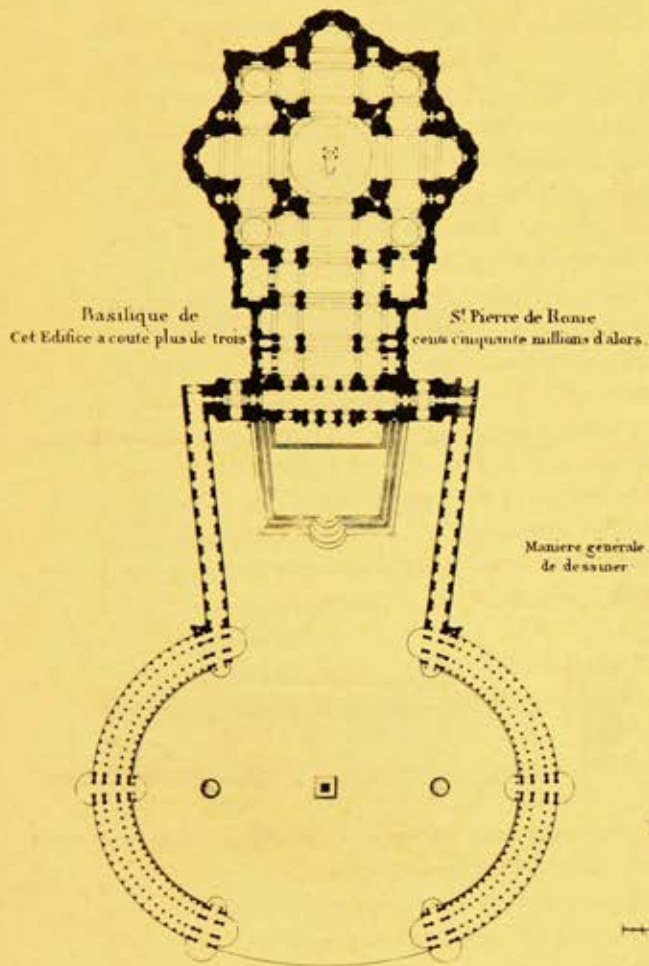 Basilique de
Cet Edifice a couté plus de trois
St Pierre de Rome
cens cinquante millions d'alors.
Maniere générale
de dessiner